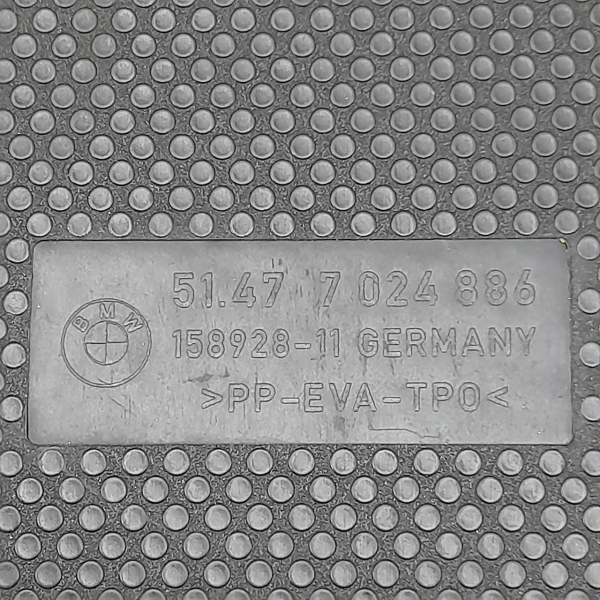 BMW
51.47 7 024 886
158928-11 GERMANY
>PP-EVA-TPO<